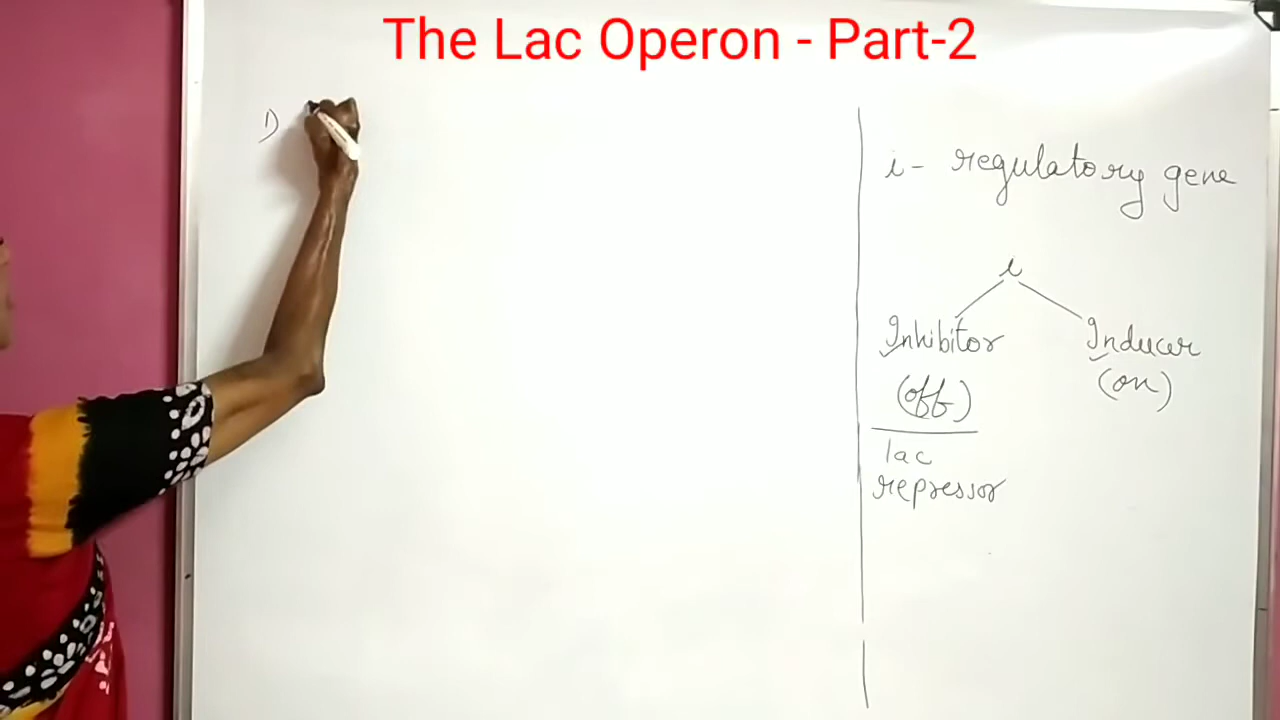 The Lac Operon - Part-2
1)
i - regulatory gene
i
Inhibitor Inducer
(off) (on)
lac
repressor